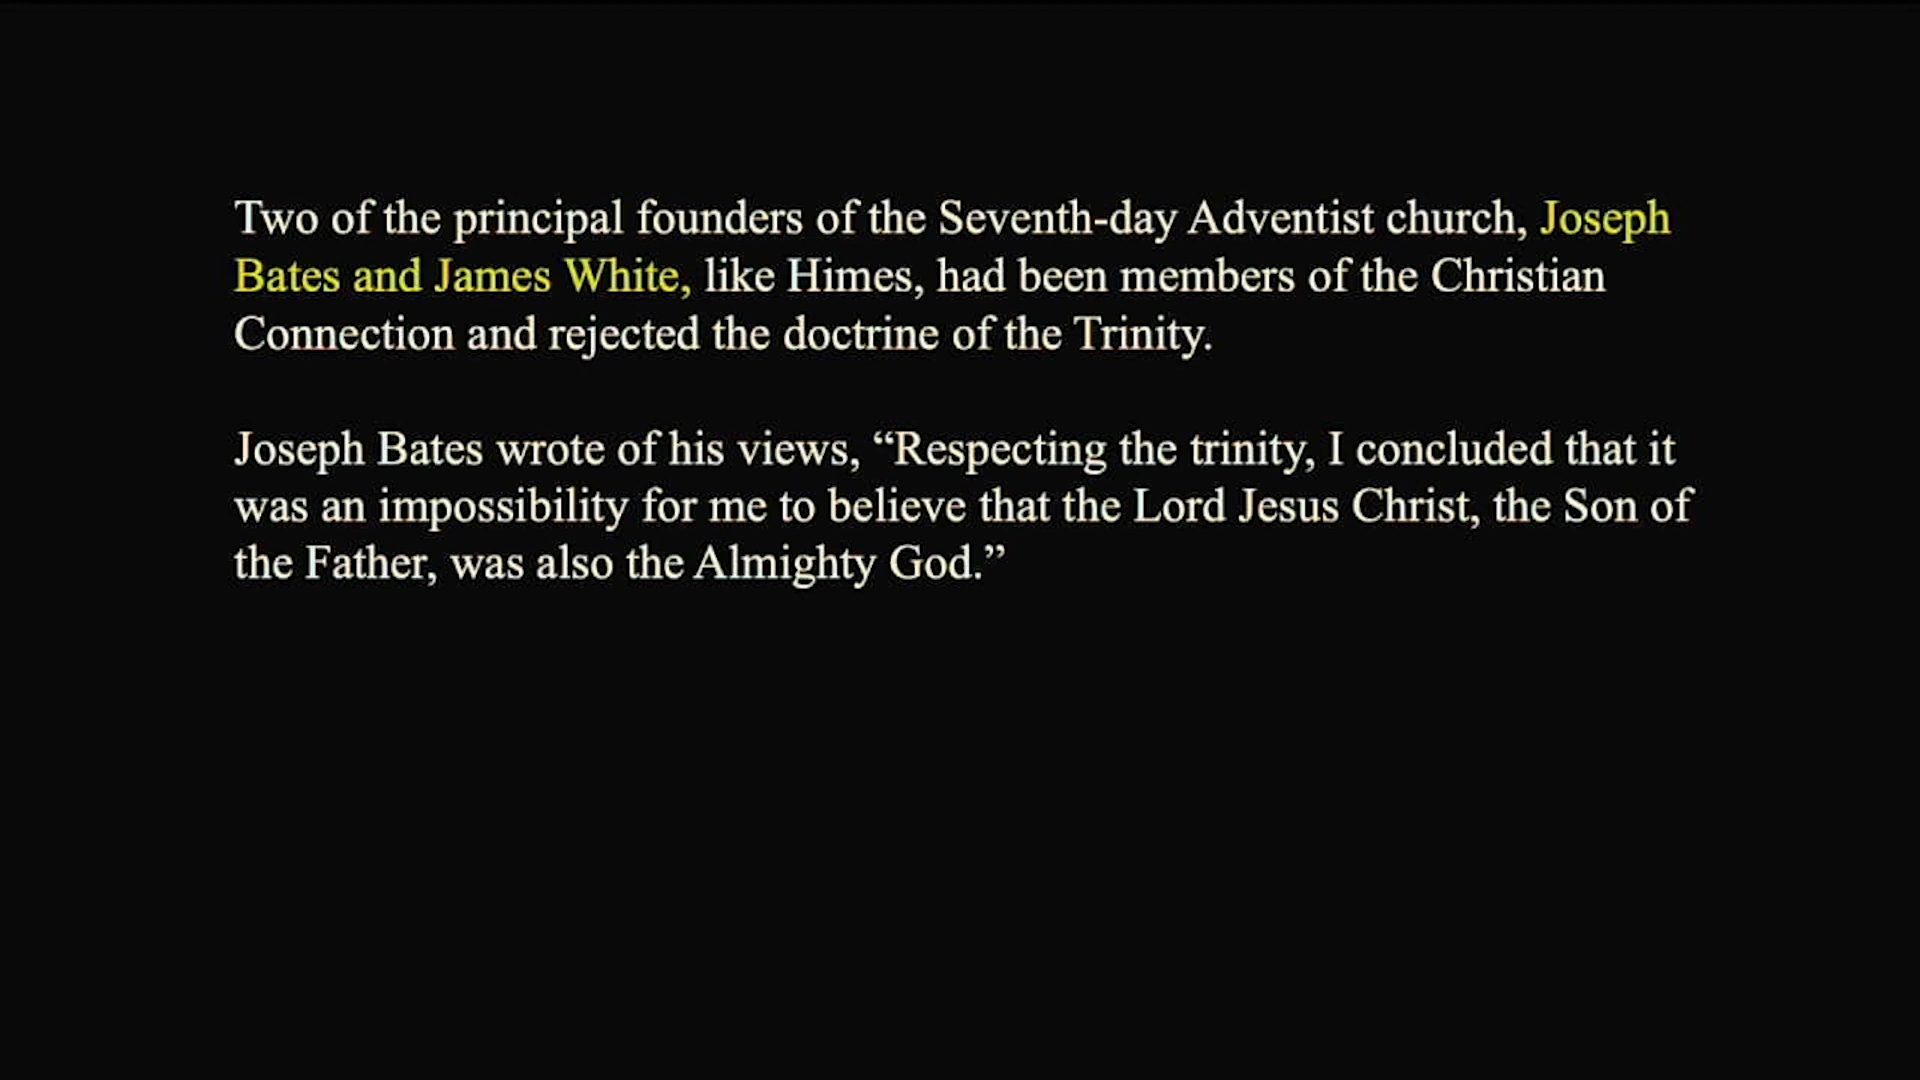 Two of the principal founders of the Seventh-day Adventist church, Joseph
Bates and James White, like Himes, had been members of the Christian
Connection and rejected the doctrine of the Trinity.
Joseph Bates wrote of his views, “Respecting the trinity, I concluded that it
was an impossibility for me to believe that the Lord Jesus Christ, the Son of
the Father, was also the Almighty God.”